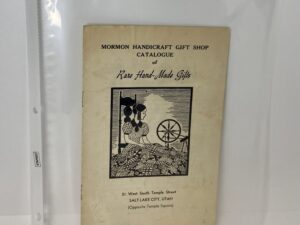 MORMON HANDICRAFT GIFT SHOP
CATALOGUE
of
Rare Hand-Made Gifts
21 West South Temple Street
SALT LAKE CITY, UTAH
(Opposite Temple Square)